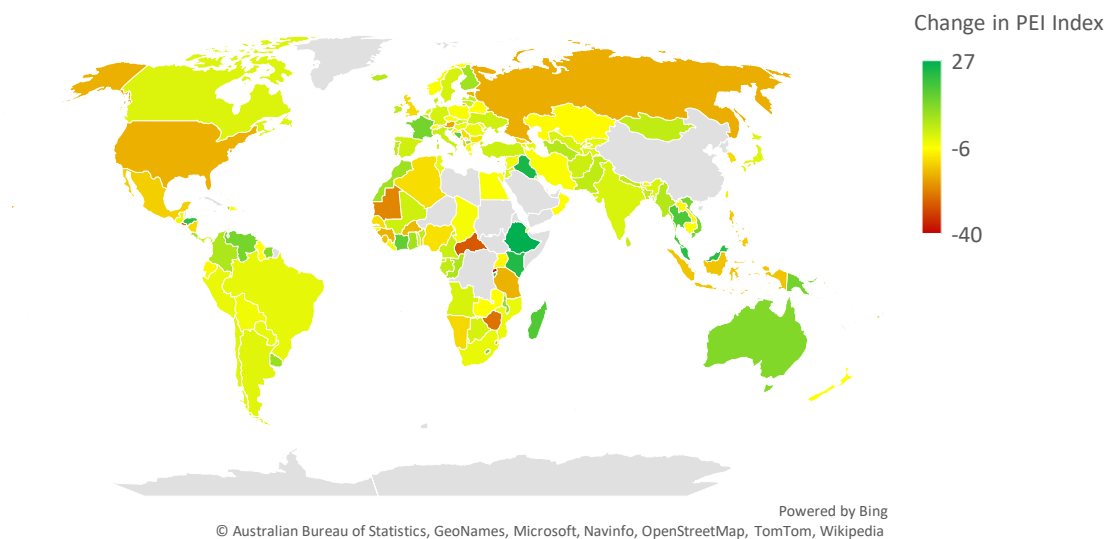 Change in PEI Index
27
-6
-40
Powered by Bing
© Australian Bureau of Statistics, GeoNames, Microsoft, Navinfo, OpenStreetMap, TomTom, Wikipedia